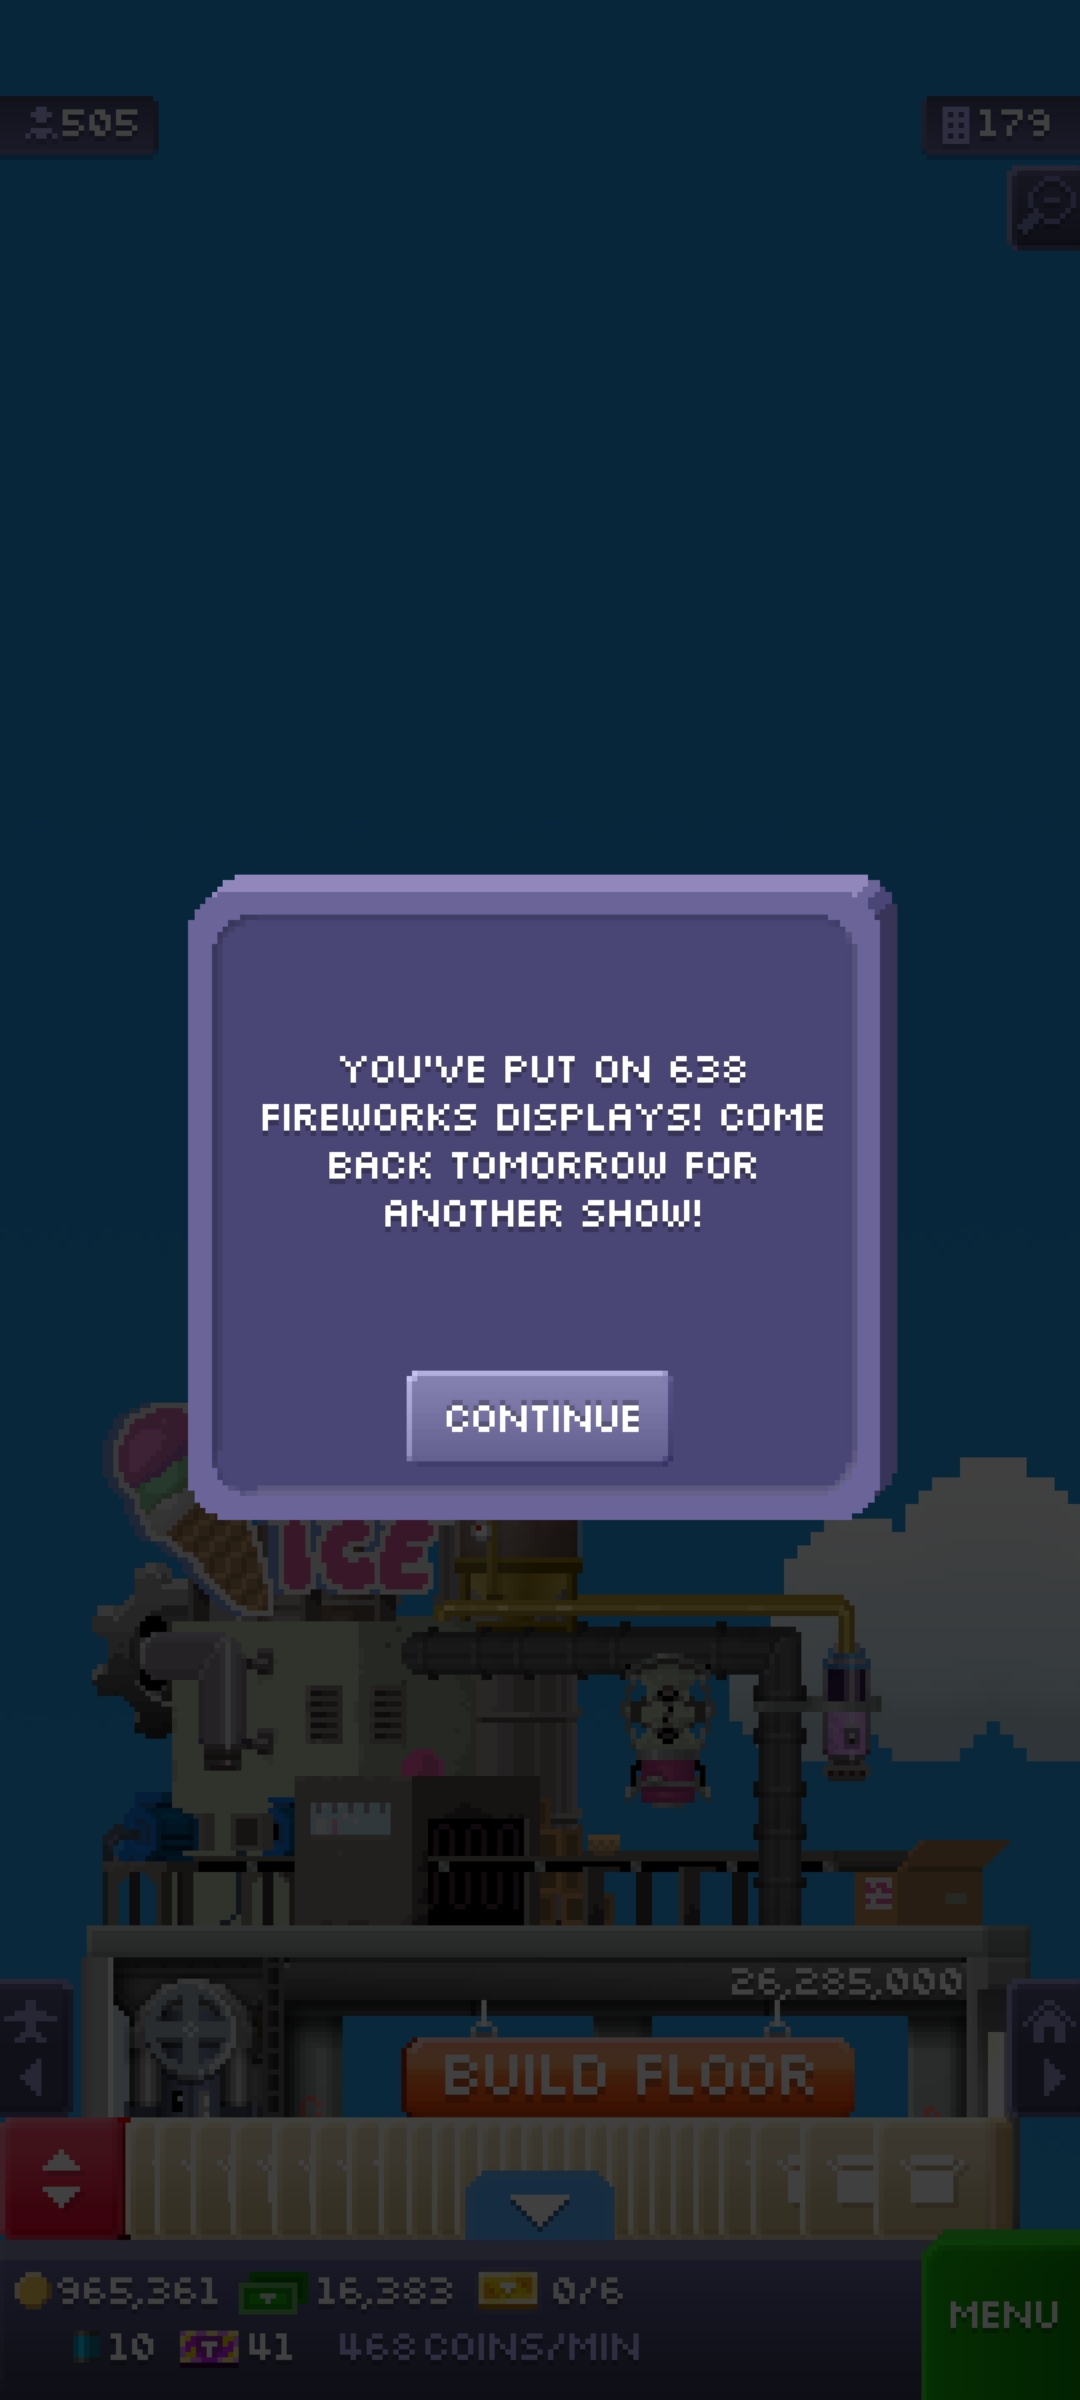 505
179
YOU'VE PUT ON 638
FIREWORKS DISPLAYS! COME
BACK TOMORROW FOR
ANOTHER SHOW!
CONTINUE
ICE
26,285,000
BUILD FLOOR
965,361 16,383 0/6
10 T 41 468 COINS/MIN
MENU